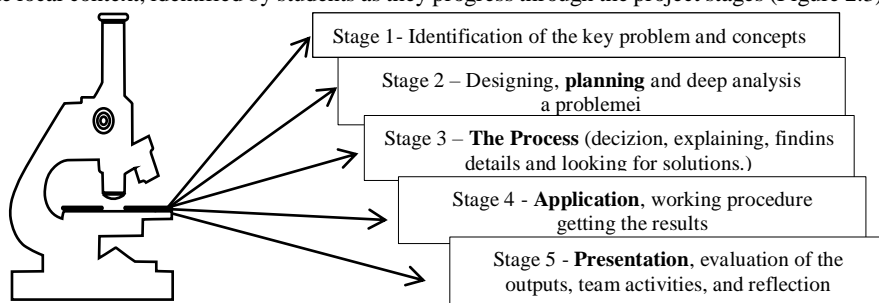 local context, identified by students as they progress through the project stages (Figure 2.3)
Stage 1- Identification of the key problem and concepts
Stage 2 – Designing, planning and deep analysis
a problemei
Stage 3 – The Process (decizion, explaining, findins
details and looking for solutions.)
Stage 4 - Application, working procedure
getting the results
Stage 5 - Presentation, evaluation of the
outputs, team activities, and reflection